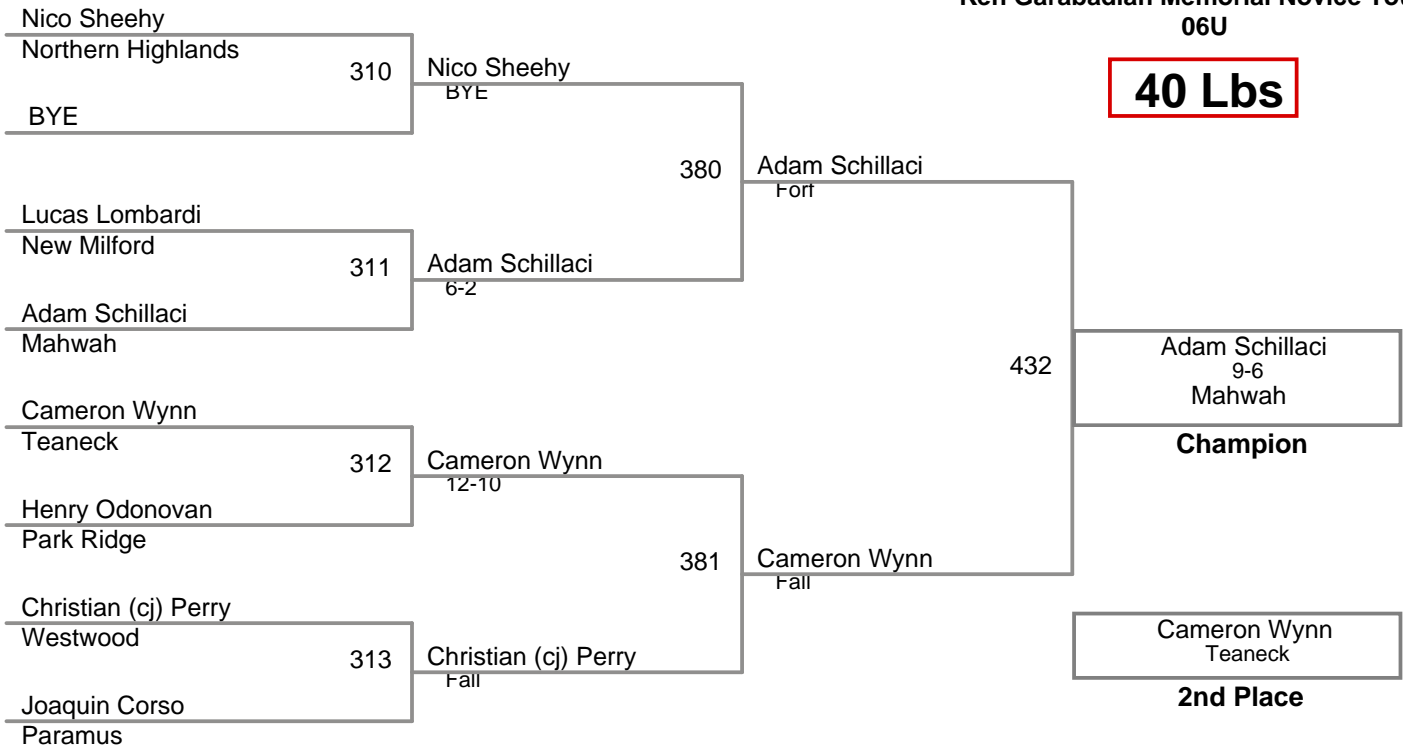 Ken Garabadian Memorial Novice
06U
40 Lbs
Nico Sheehy
Northern Highlands
310
BYE
Nico Sheehy
BYE
Lucas Lombardi
New Milford
311
Adam Schillaci
Mahwah
Adam Schillaci
6-2
380
Adam Schillaci
Forf
Cameron Wynn
Teaneck
312
Henry Odonovan
Park Ridge
Cameron Wynn
12-10
Christian (cj) Perry
Westwood
313
Joaquin Corso
Paramus
Christian (cj) Perry
Fall
381
Cameron Wynn
Fall
432
Adam Schillaci
9-6
Mahwah
Champion
Cameron Wynn
Teaneck
2nd Place